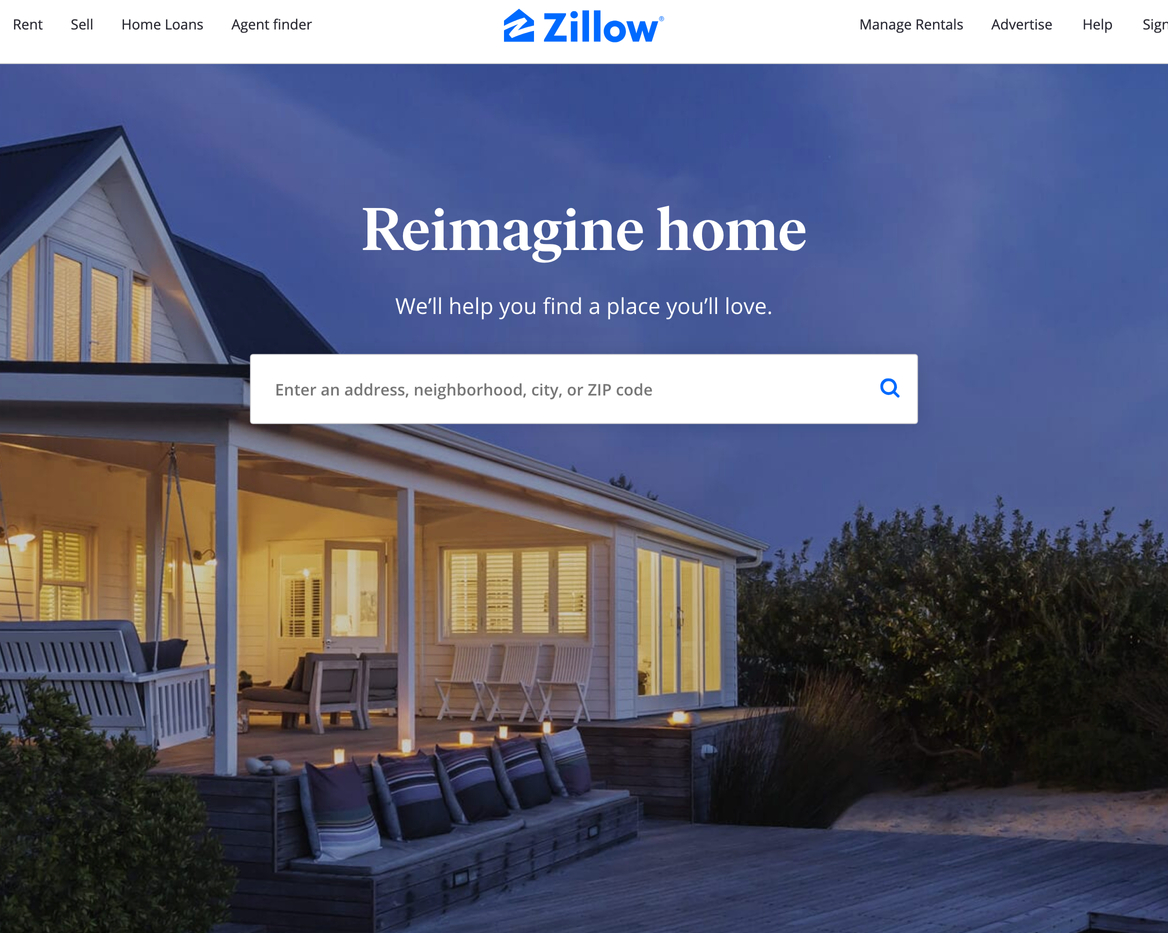 Rent Sell Home Loans Agent finder Zillow® Manage Rentals Advertise Help Sign
Reimagine home
We’ll help you find a place you’ll love.
Enter an address, neighborhood, city, or ZIP code